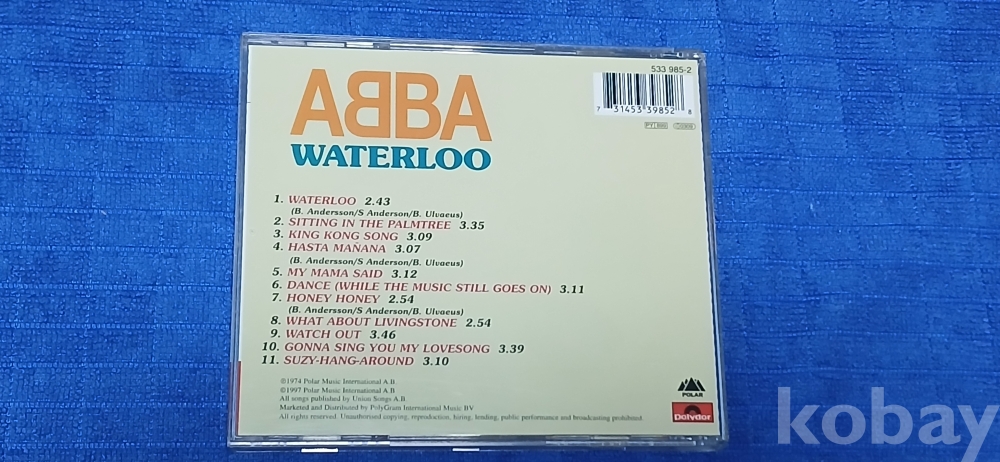 533 985-2
7 31453 39852 8
ABBA
WATERLOO
1. WATERLOO 2.43
(B. Andersson/S Anderson/B. Ulvaeus)
2. SITTING IN THE PALMTREE 3.35
3. KING KONG SONG 3.09
4. HASTA MAÑANA 3.07
(B. Andersson/S Anderson/B. Ulvaeus)
5. MY MAMA SAID 3.12
6. DANCE (WHILE THE MUSIC STILL GOES ON) 3.11
7. HONEY HONEY 2.54
(B. Andersson/S Anderson/B. Ulvaeus)
8. WHAT ABOUT LIVINGSTONE 2.54
9. WATCH OUT 3.46
10. GONNA SING YOU MY LOVESONG 3.39
11. SUZY-HANG-AROUND 3.10
℗1974 Polar Music International A.B.
©1997 Polar Music International A.B
All songs published by Union Songs A.B.
Marketed and Distributed by PolyGram International Music BV
All rights reserved. Unauthorised copying, reproduction, hiring, lending, public performance and broadcasting prohibited.
POLAR
Polydor
kobay